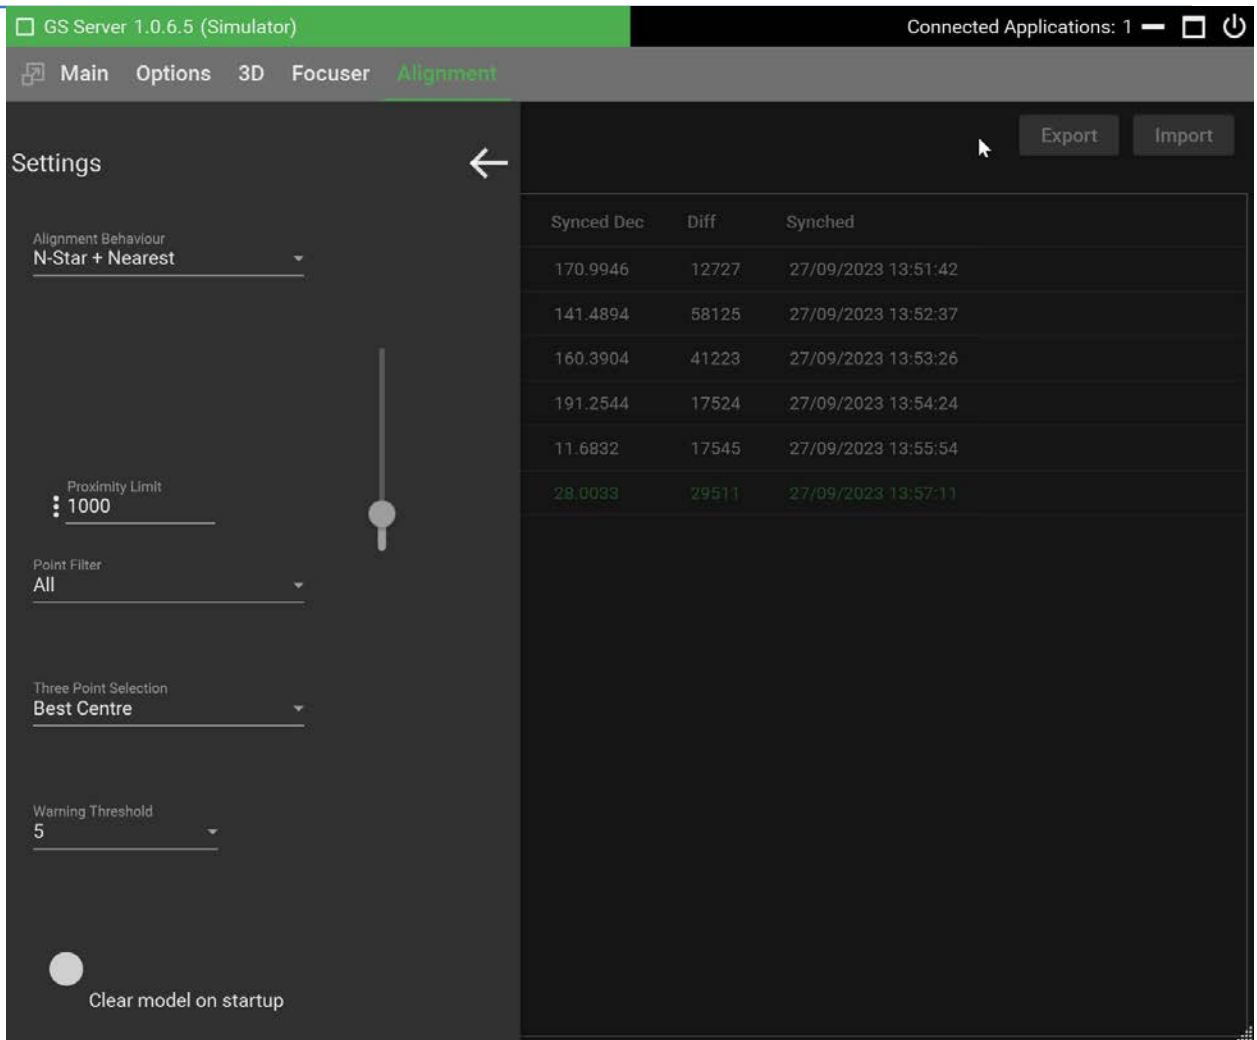 GS Server 1.0.6.5 (Simulator) Connected Applications: 1
Main Options 3D Focuser Alignment
Export Import
Settings
Synced Dec Diff Synched
Alignment Behaviour
N-Star + Nearest
170.9946 12727 27/09/2023 13:51:42
141.4894 58125 27/09/2023 13:52:37
160.3904 41223 27/09/2023 13:53:26
191.2544 17524 27/09/2023 13:54:24
11.6832 17545 27/09/2023 13:55:54
28.0033 29511 27/09/2023 13:57:11
Proximity Limit
1000
Point Filter
All
Three Point Selection
Best Centre
Warning Threshold
5
Clear model on startup